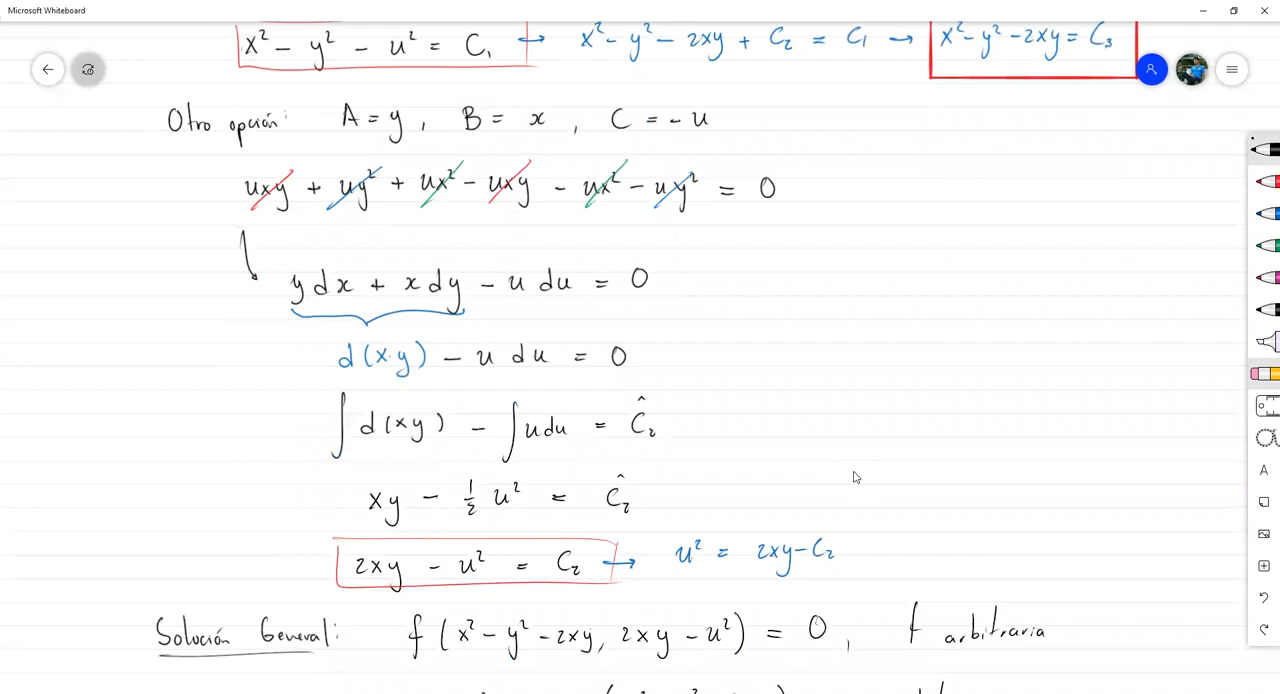 Microsoft Whiteboard
x² - y² - u² = C₁ → x² - y² - 2xy + C₂ = C₁ → x² - y² - 2xy = C₃
Otro opción: A = y, B = x, C = -u
uxy + uy² + ux² - uxy - ux² - uy² = 0
y dx + x dy - u du = 0
d(x·y) - u du = 0
∫ d(xy) - ∫ u du = Ĉ₂
xy - ½ u² = Ĉ₂
2xy - u² = C₂ → u² = 2xy - C₂
Solución General: f(x² - y² - 2xy, 2xy - u²) = 0, f arbitraria